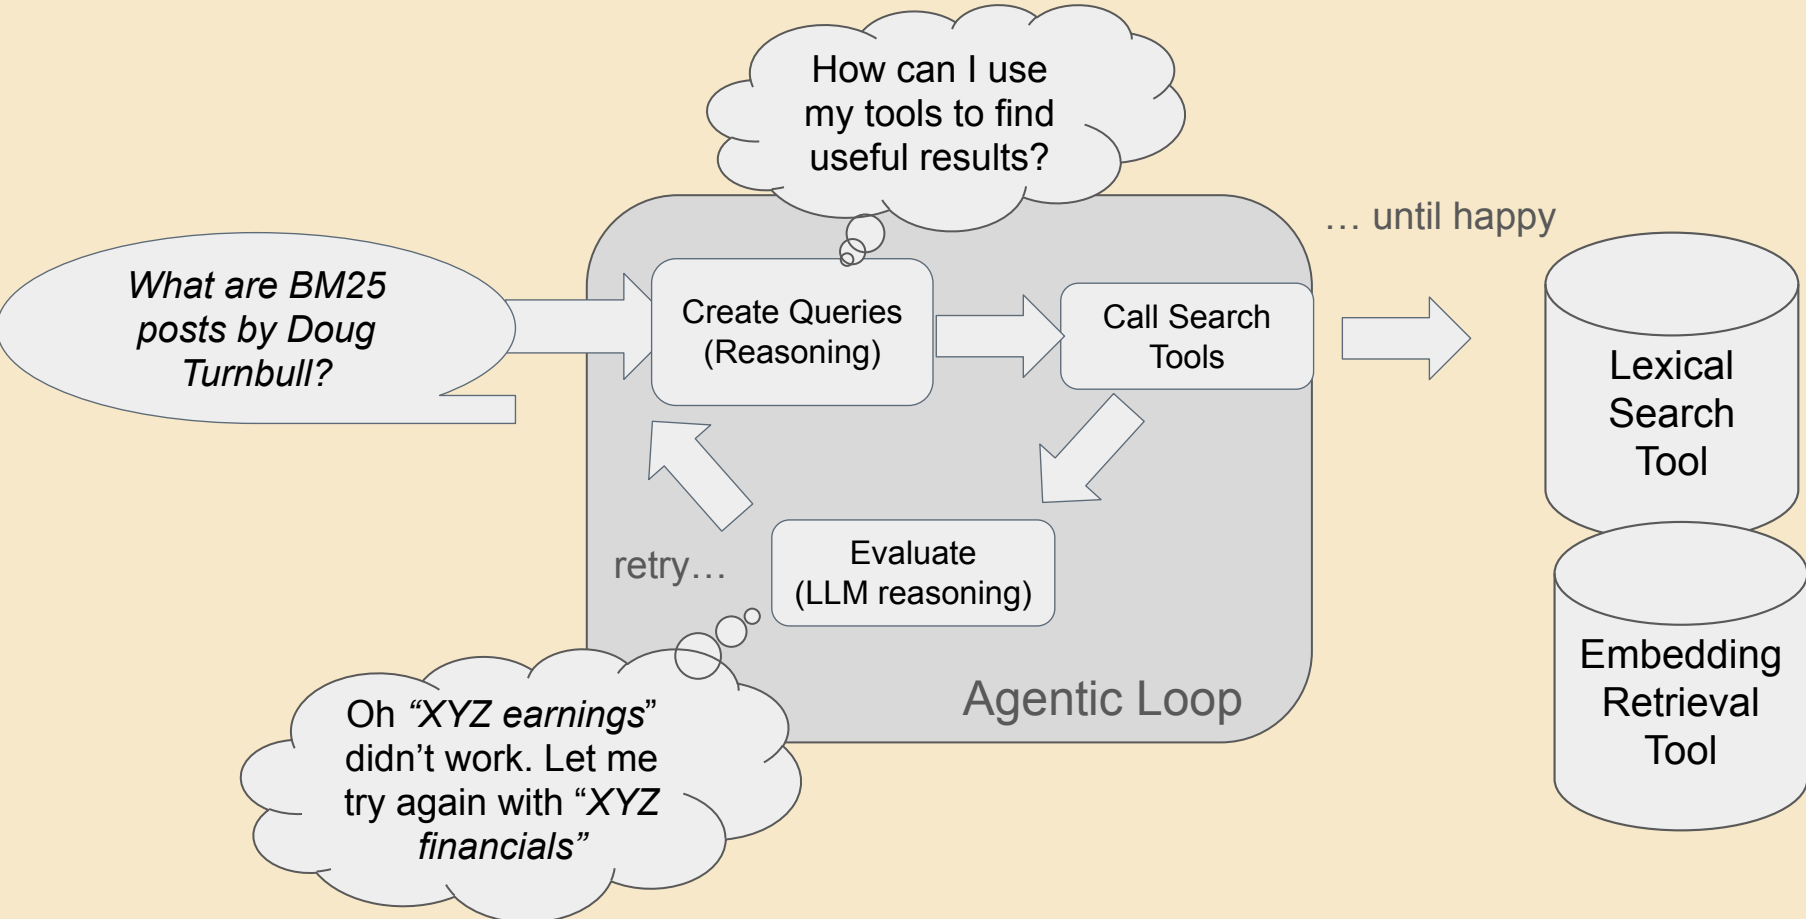 How can I use
my tools to find
useful results?
… until happy
What are BM25
posts by Doug
Turnbull?
Create Queries
(Reasoning)
Call Search
Tools
Lexical
Search
Tool
retry…
Evaluate
(LLM reasoning)
Embedding
Retrieval
Tool
Agentic Loop
Oh “XYZ earnings”
didn’t work. Let me
try again with “XYZ
financials”